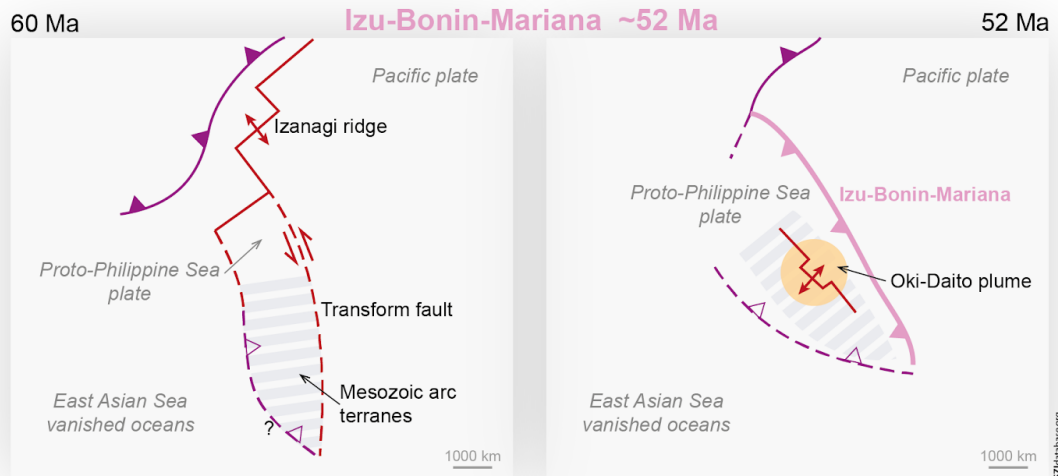 60 Ma
Izu-Bonin-Mariana ~52 Ma
52 Ma
Pacific plate
Izanagi ridge
Proto-Philippine Sea
plate
Transform fault
Mesozoic arc
terranes
East Asian Sea
vanished oceans
?
1000 km
Pacific plate
Proto-Philippine Sea
plate
Izu-Bonin-Mariana
Oki-Daito plume
East Asian Sea
vanished oceans
1000 km